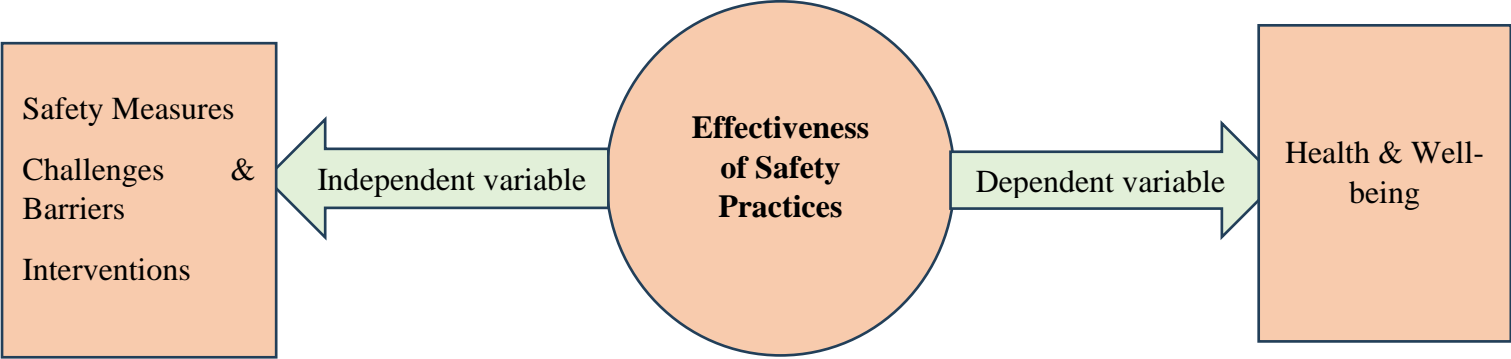 Safety Measures
Challenges &
Barriers
Interventions
Independent variable
Effectiveness
of Safety
Practices
Dependent variable
Health & Well-
being